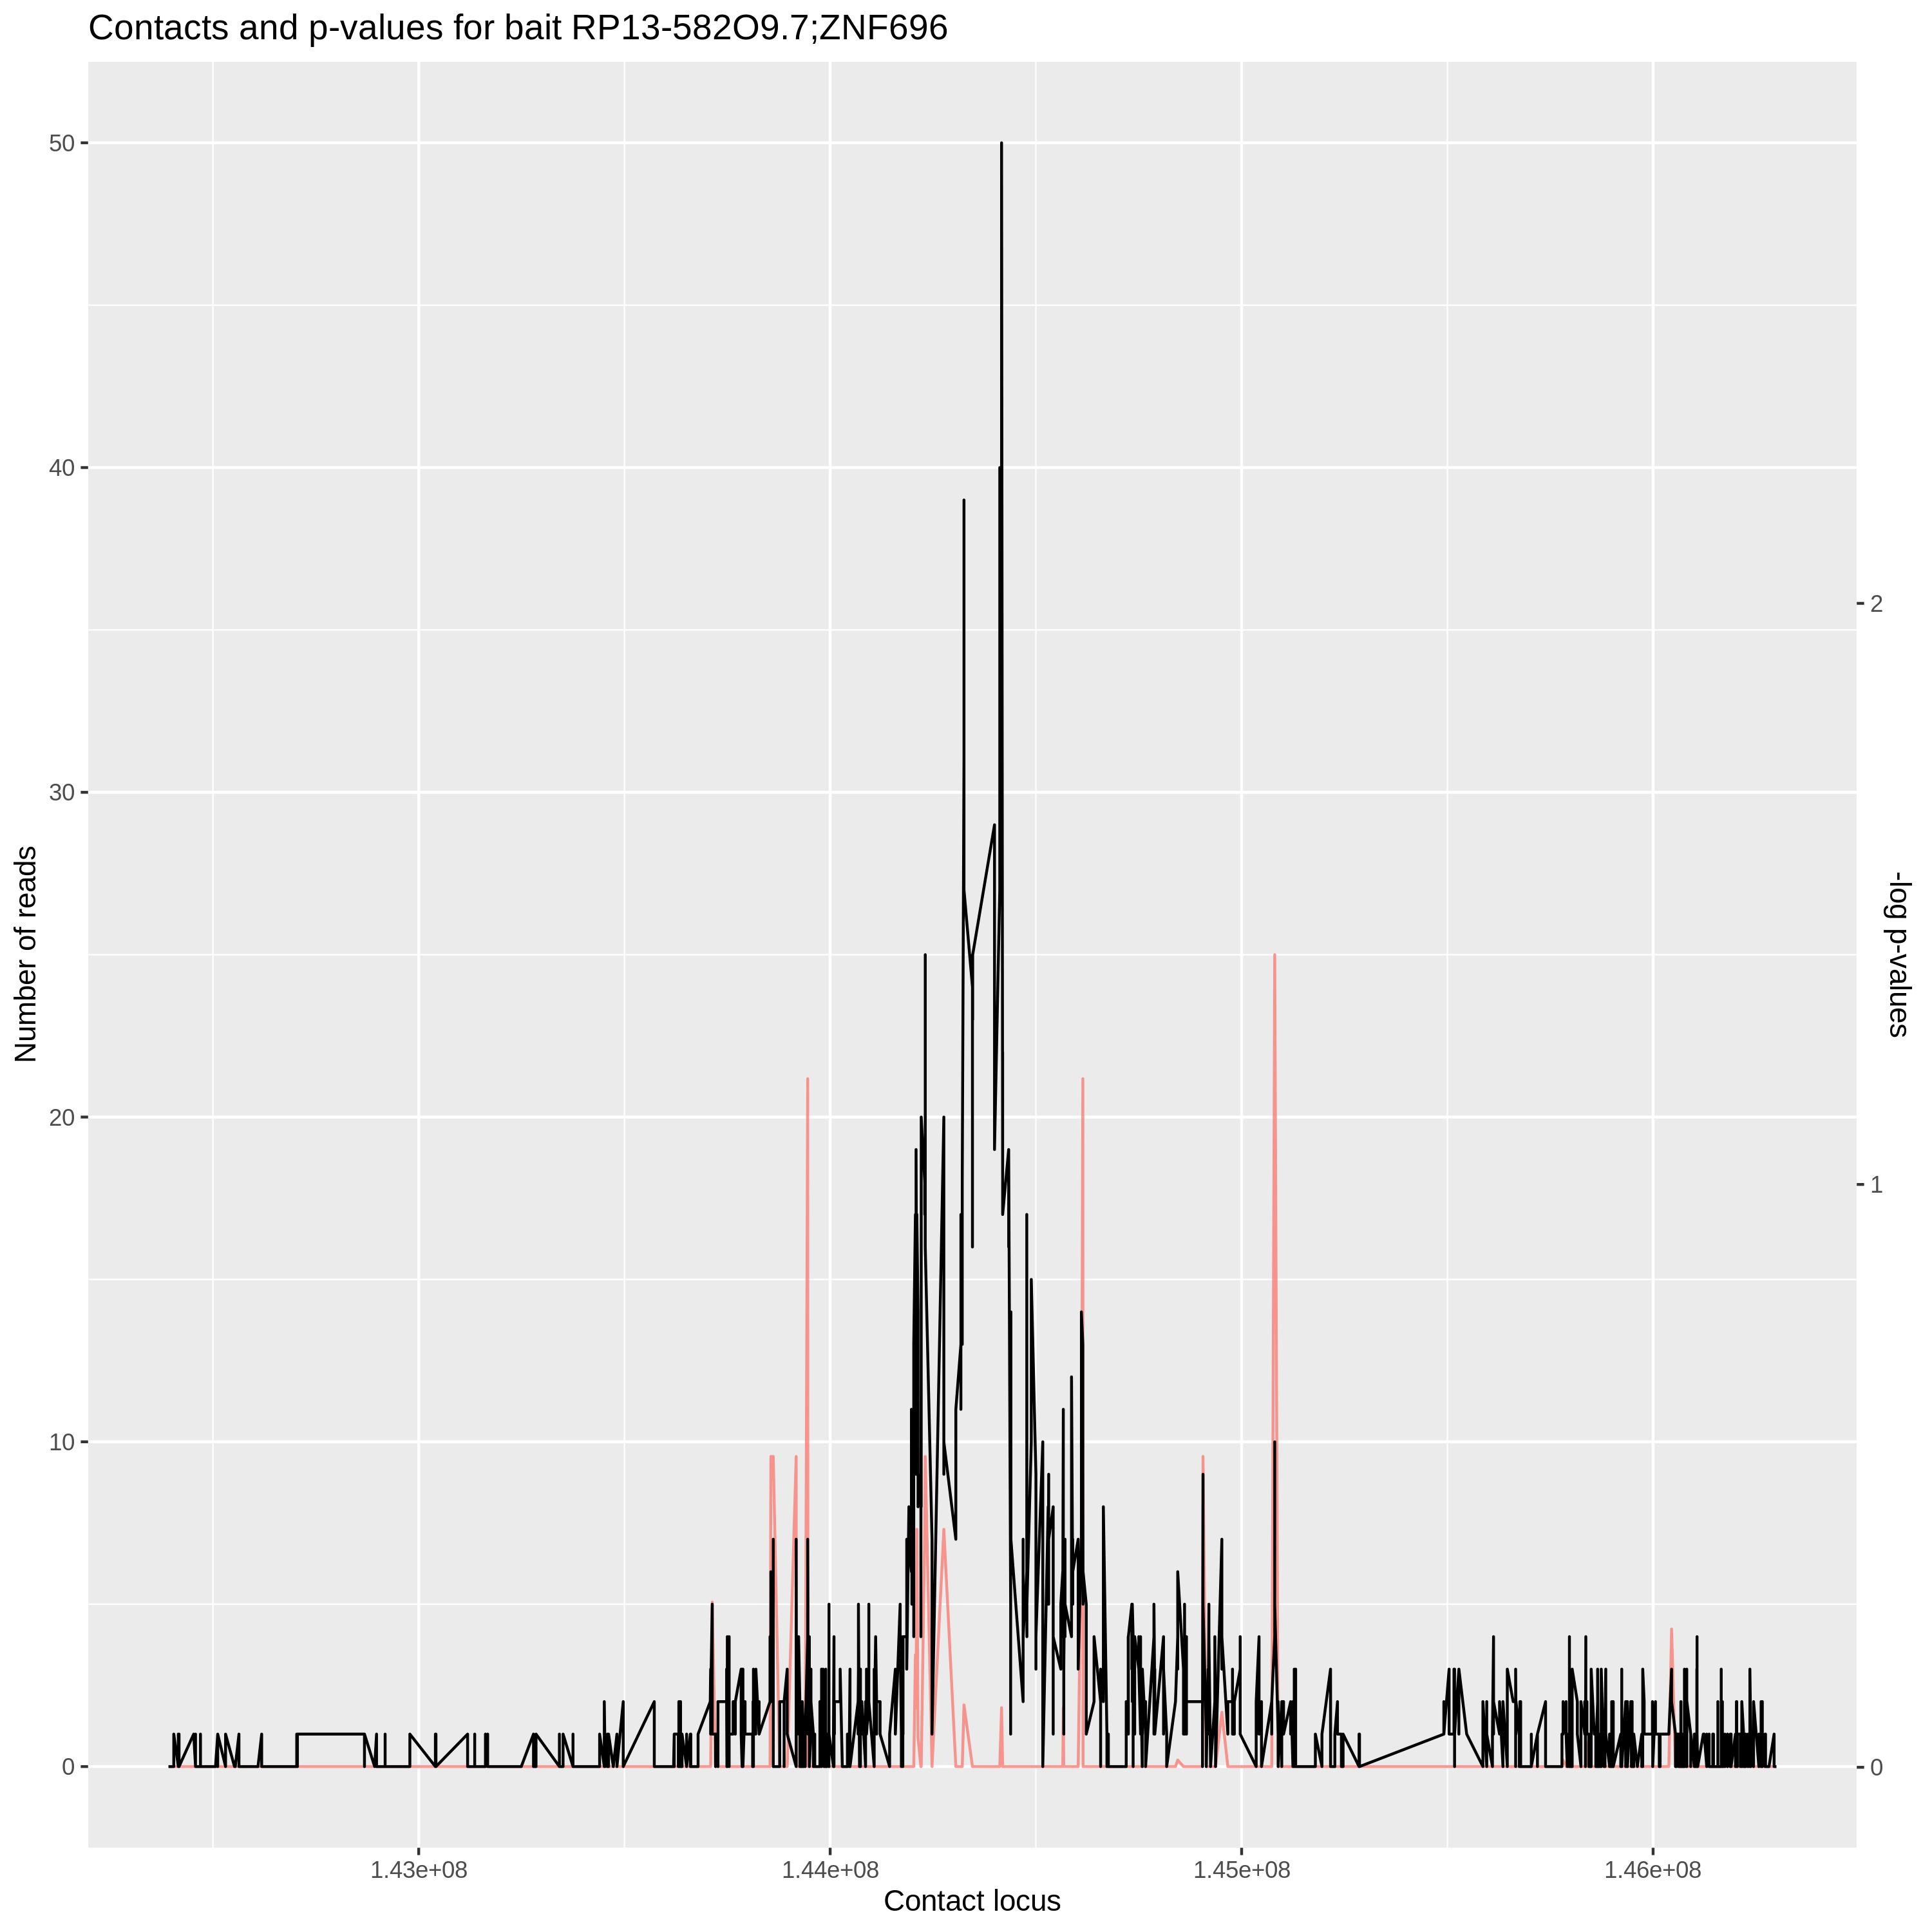 Contacts and p-values for bait RP13-582O9.7;ZNF696
50
40
30
20
10
0
Number of reads
2
1
0
-log p-values
1.43e+08
1.44e+08
1.45e+08
1.46e+08
Contact locus